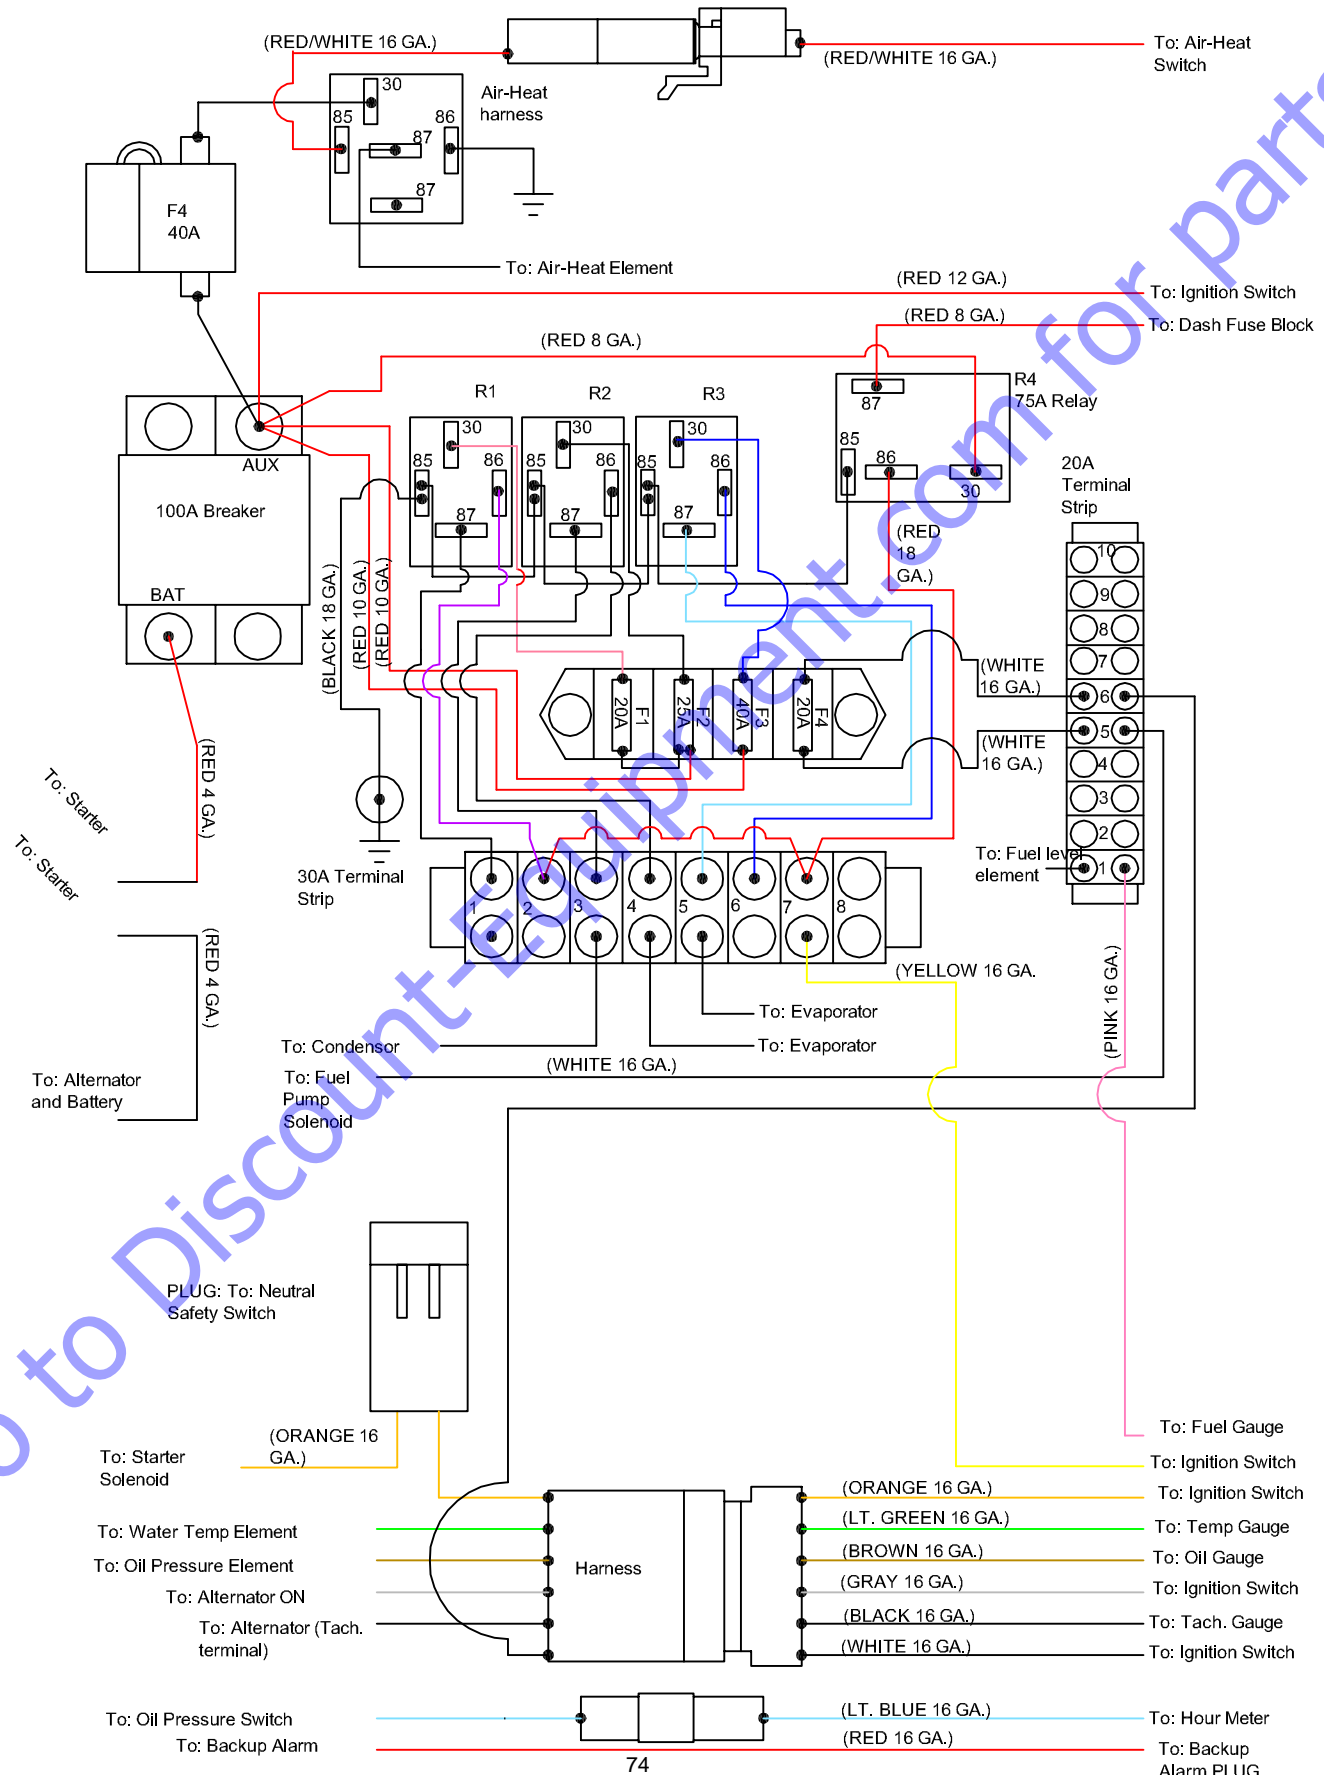 (RED/WHITE 16 GA.)
(RED/WHITE 16 GA.)
To: Air-Heat
Switch
30
85
87
86
87
Air-Heat
harness
F4
40A
To: Air-Heat Element
(RED 12 GA.)
To: Ignition Switch
(RED 8 GA.)
To: Dash Fuse Block
(RED 8 GA.)
R1
R2
R3
R4
75A Relay
30
85
86
87
30
85
86
87
30
85
86
87
87
85
86
30
AUX
100A Breaker
BAT
20A
Terminal
Strip
(RED
18
GA.)
(BLACK 18 GA.)
(RED 10 GA.)
(RED 10 GA.)
10
9
8
7
6
5
4
3
2
1
(WHITE
16 GA.)
(WHITE
16 GA.)
F1
20A
F2
25A
F3
40A
F4
20A
To: Starter
To: Starter
(RED 4 GA.)
(RED 4 GA.)
To: Fuel level
element
30A Terminal
Strip
1
2
3
4
5
6
7
8
(YELLOW 16 GA.
(PINK 16 GA.)
To: Evaporator
To: Evaporator
To: Condensor
(WHITE 16 GA.)
To: Fuel
Pump
Solenoid
To: Alternator
and Battery
PLUG: To: Neutral
Safety Switch
(ORANGE 16
GA.)
To: Starter
Solenoid
To: Fuel Gauge
To: Ignition Switch
(ORANGE 16 GA.)
To: Ignition Switch
To: Water Temp Element
(LT. GREEN 16 GA.)
To: Temp Gauge
To: Oil Pressure Element
Harness
(BROWN 16 GA.)
To: Oil Gauge
To: Alternator ON
(GRAY 16 GA.)
To: Ignition Switch
To: Alternator (Tach.
terminal)
(BLACK 16 GA.)
To: Tach. Gauge
(WHITE 16 GA.)
To: Ignition Switch
To: Oil Pressure Switch
(LT. BLUE 16 GA.)
To: Hour Meter
To: Backup Alarm
(RED 16 GA.)
To: Backup
Alarm PLUG
74
to Discount-Equipment.com for parts